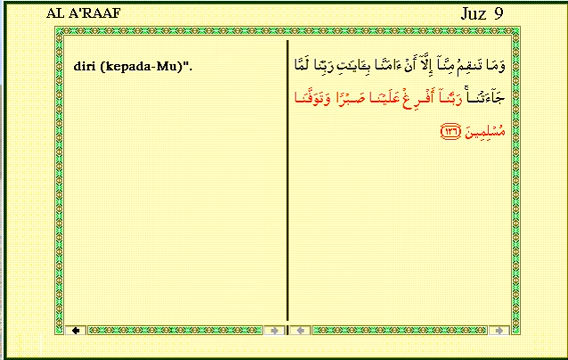 AL A'RAAF
Juz 9
diri (kepada-Mu)".
وَمَا تَنقِمُ مِنَّآ إِلَّآ أَنْ ءَامَنَّا بِـَٔايَـٰتِ رَبِّنَا لَمَّا
جَآءَتْنَا ۚ رَبَّنَآ أَفْرِغْ عَلَيْنَا صَبْرًا وَتَوَفَّنَا
مُسْلِمِينَ ١٢٦